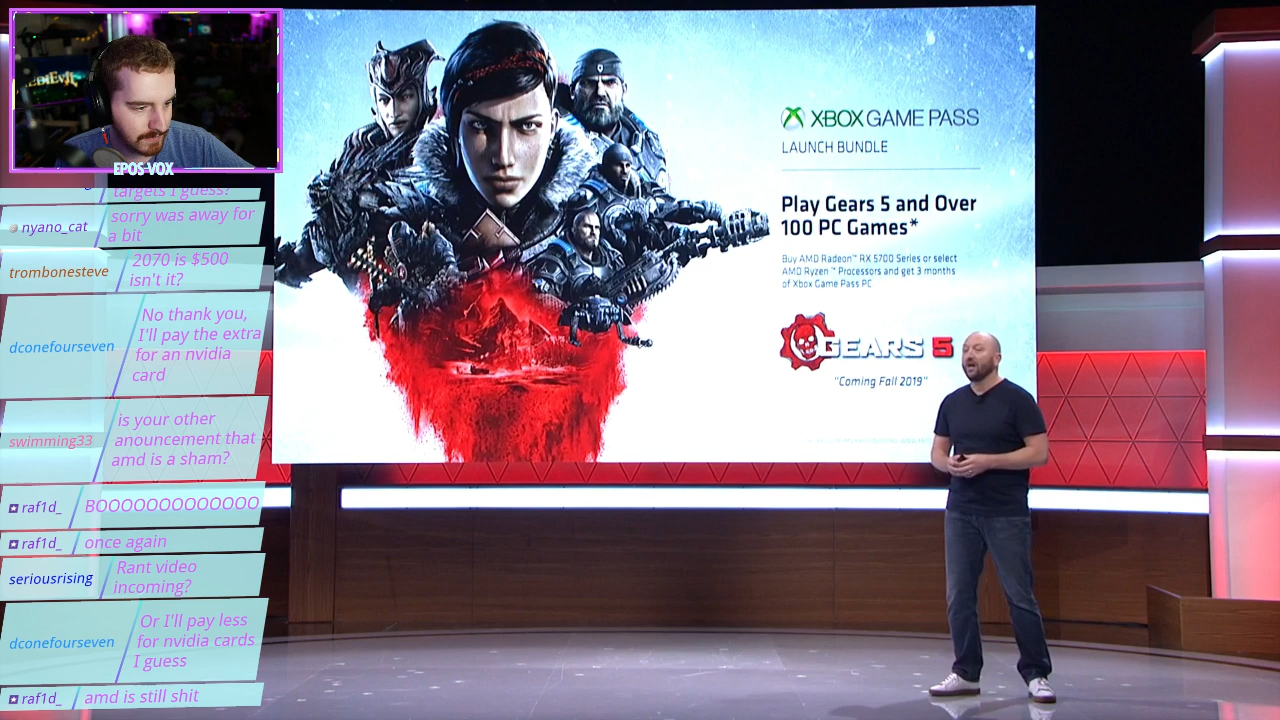 EDIEVIL
EPOS-VOX
targets I guess?
nyano_cat
sorry was away for
a bit
trombonesteve
2070 is $500
isn't it?
dconefourseven
No thank you,
I'll pay the extra
for an nvidia
card
swimming33
is your other
anouncement that
amd is a sham?
raf1d_
BOOOOOOOOOOOOO
raf1d_
once again
seriousrising
Rant video
incoming?
dconefourseven
Or I'll pay less
for nvidia cards
I guess
raf1d_
amd is still shit
XBOX GAME PASS
LAUNCH BUNDLE
Play Gears 5 and Over
100 PC Games*
Buy AMD Radeon™ RX 5700 Series or select
AMD Ryzen™ Processors and get 3 months
of Xbox Game Pass PC
GEARS 5
"Coming Fall 2019"